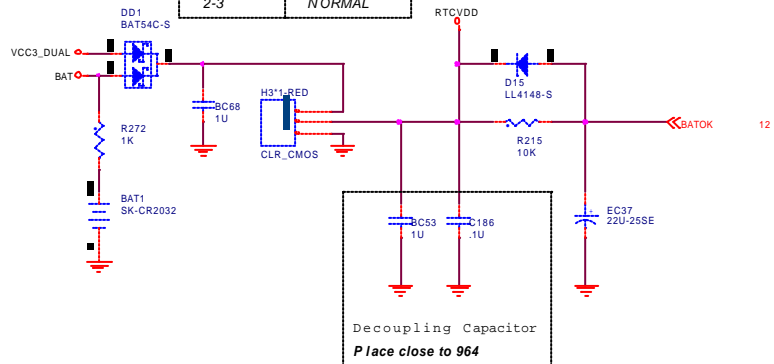 2-3 NORMAL
DD1
BAT54C-S
RTCVDD
VCC3_DUAL
BAT
D15
LL4148-S
H3*1-RED
BC68
1U
R272
1K
CLR_CMOS
R215
10K
BATOK 12
BAT1
SK-CR2032
BC53
1U
C186
.1U
EC37
22U-25SE
Decoupling Capacitor
Place close to 964